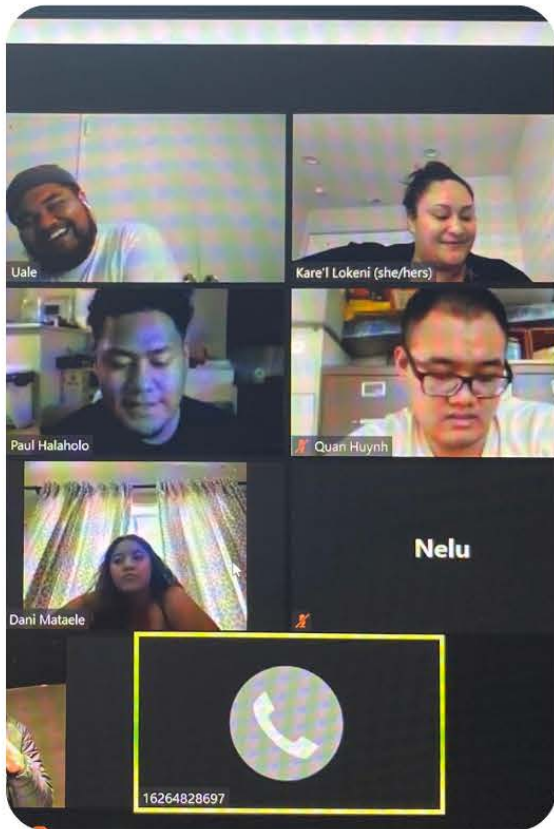 Uale
Kare'l Lokeni (she/hers)
Paul Halaholo
Quan Huynh
Dani Mataele
Nelu
16264828697